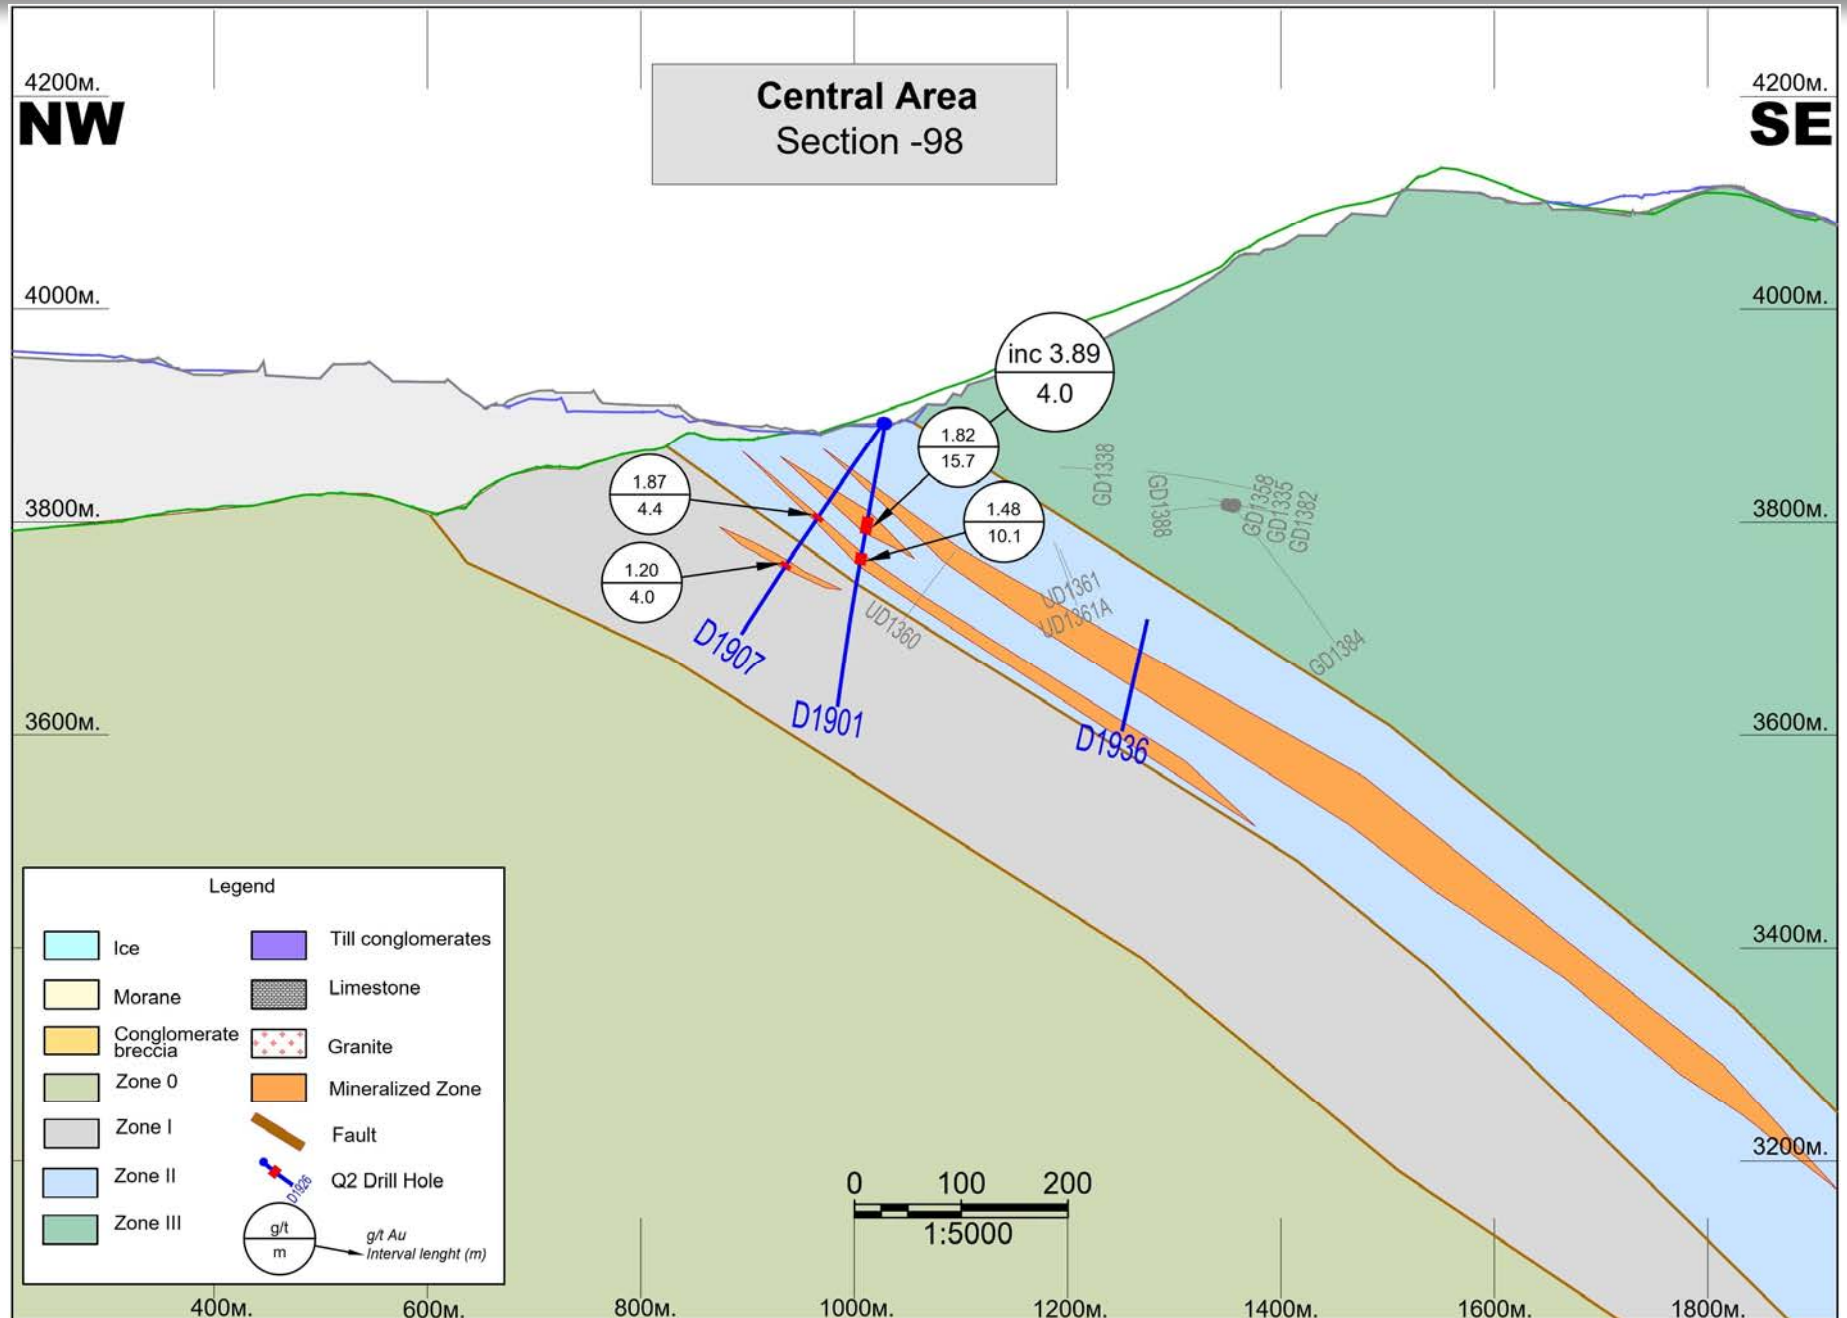 4200м.
4200м.
NW
SE
Central Area
Section -98
4000м.
4000м.
inc 3.89
4.0
1.82
15.7
1.87
4.4
1.48
10.1
1.20
4.0
3800м.
3800м.
GD1338
GD1388
GD1358
GD1335
GD1382
UD1361
UD1361A
UD1360
GD1384
D1907
D1901
D1936
3600м.
3600м.
3400м.
3200м.
Legend
Ice
Morane
Conglomerate
breccia
Zone 0
Zone I
Zone II
Zone III
Till conglomerates
Limestone
Granite
Mineralized Zone
Fault
D1926
Q2 Drill Hole
g/t
m
g/t Au
Interval lenght (m)
0 100 200
1:5000
400м. 600м. 800м. 1000м. 1200м. 1400м. 1600м. 1800м.